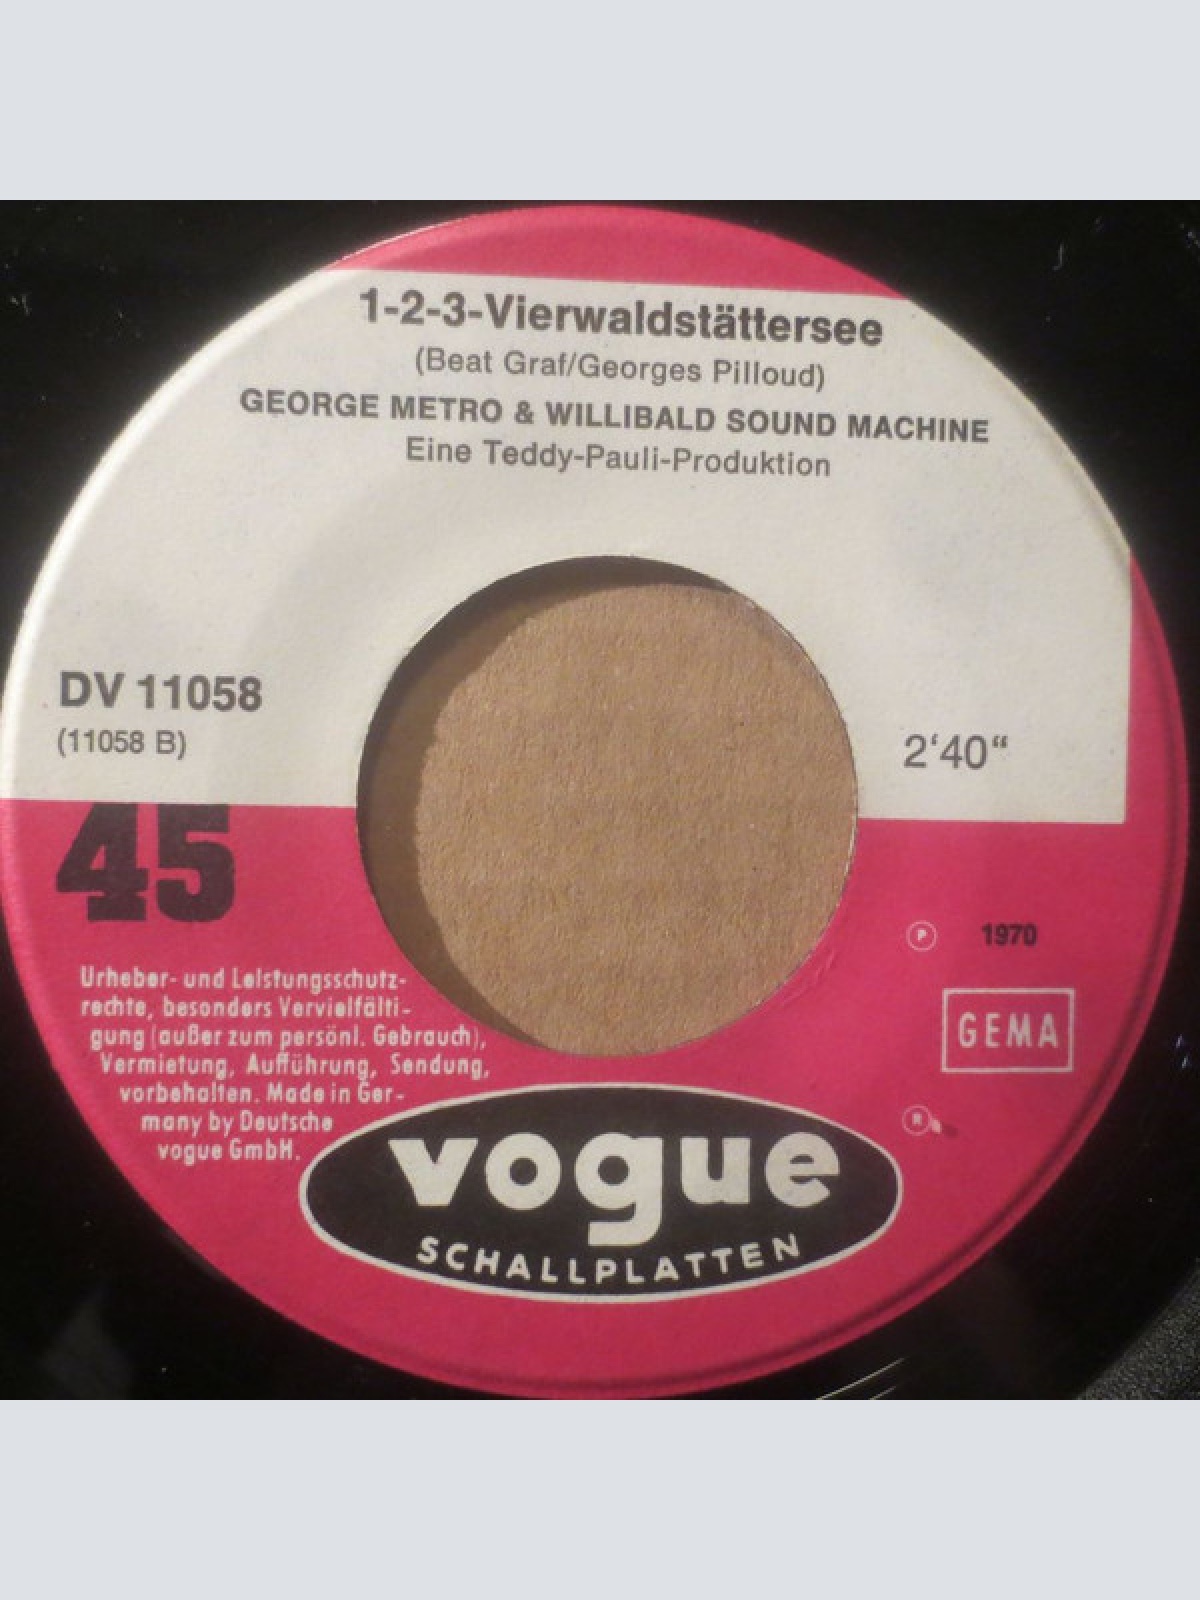 1-2-3-Vierwaldstättersee
(Beat Graf/Georges Pilloud)
GEORGE METRO & WILLIBALD SOUND MACHINE
Eine Teddy-Pauli-Produktion
DV 11058
(11058 B)
2‘40“
45
Ⓟ 1970
Urheber- und Leistungsschutz-
rechte, besonders Vervielfälti-
gung (außer zum persönl. Gebrauch),
Vermietung, Aufführung, Sendung,
vorbehalten. Made in Ger-
many by Deutsche
vogue GmbH.
GEMA
®
vogue
SCHALLPLATTEN